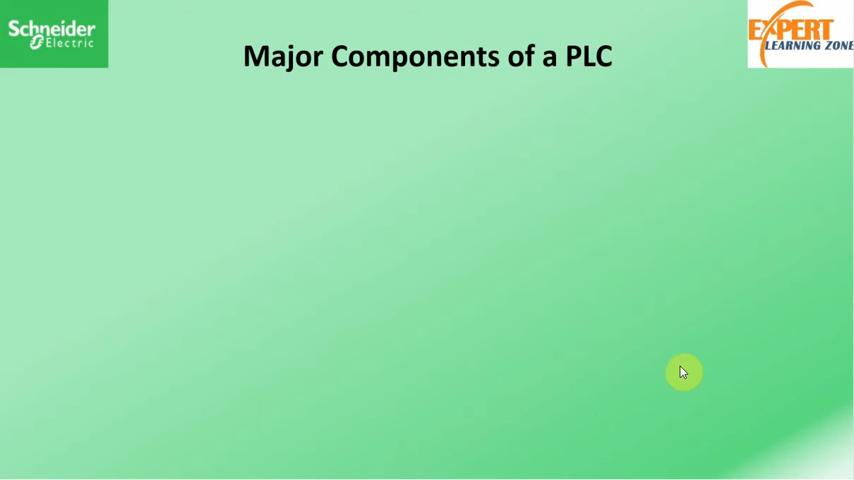 Schneider
Electric
Major Components of a PLC
EXPERT
LEARNING ZONE